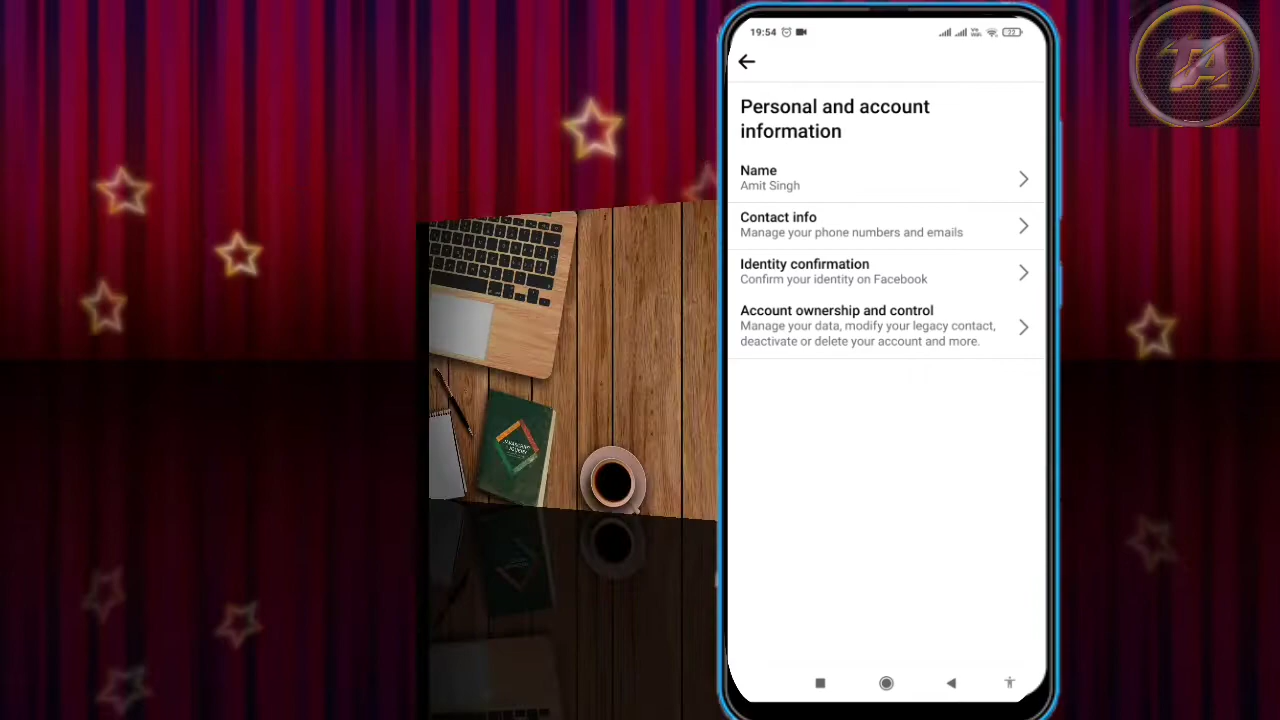 19:54
22
TA
Personal and account
information
Name
Amit Singh
Contact info
Manage your phone numbers and emails
Identity confirmation
Confirm your identity on Facebook
Account ownership and control
Manage your data, modify your legacy contact,
deactivate or delete your account and more.